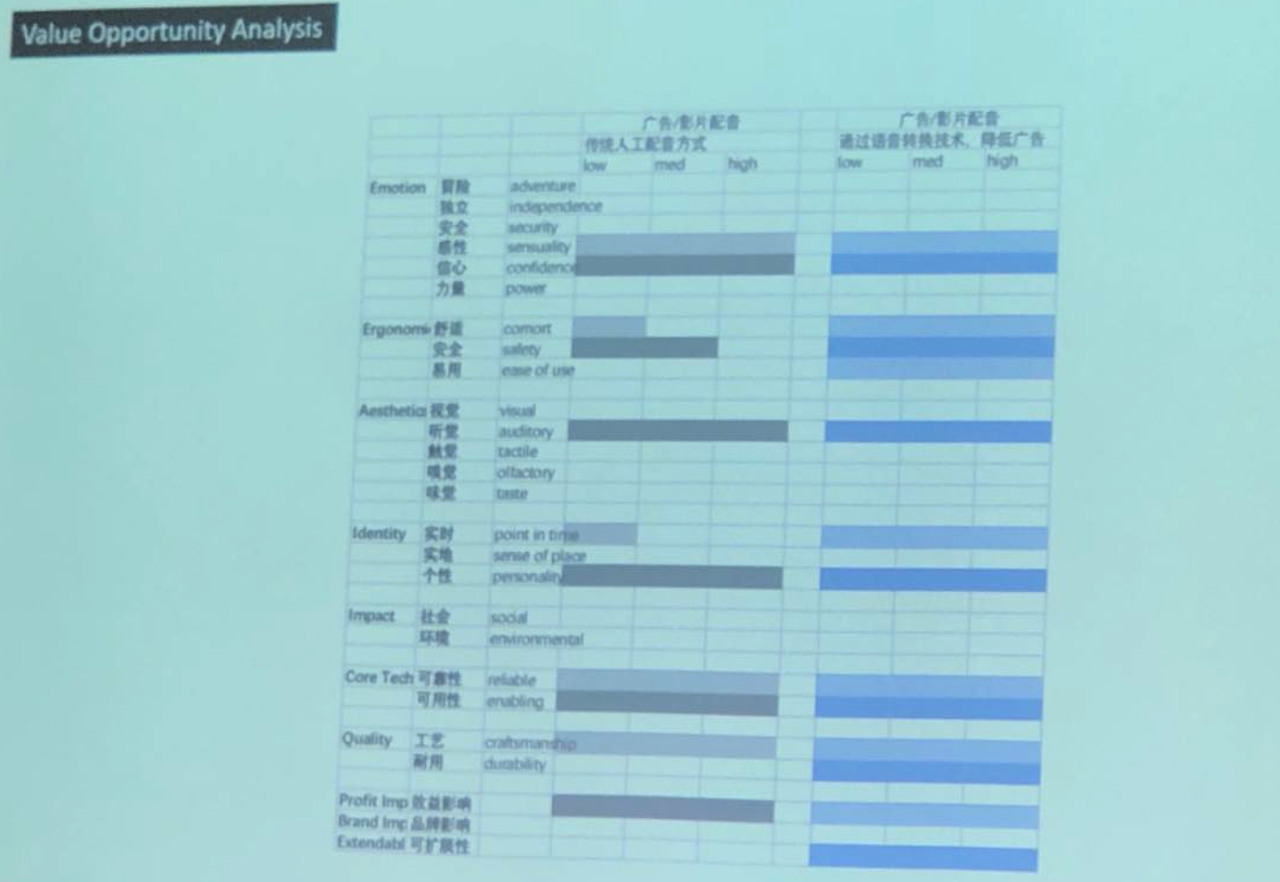 Value Opportunity Analysis
广告/影片配音 广告/影片配音
传统人工配音方式 通过语音转换技术，降低广告
low med high low med high
Emotion 冒险 adventure
独立 independence
安全 security
感性 sensuality
信心 confidence
力量 power
Ergonomi 舒适 comort
安全 safety
易用 ease of use
Aesthetics 视觉 visual
听觉 auditory
触觉 tactile
嗅觉 olfactory
味觉 taste
Identity 实时 point in time
实地 sense of place
个性 personality
Impact 社会 social
环境 environmental
Core Tech 可靠性 reliable
可用性 enabling
Quality 工艺 craftsmanship
耐用 durability
Profit Imp 效益影响
Brand Imp 品牌影响
Extendabl 可扩展性